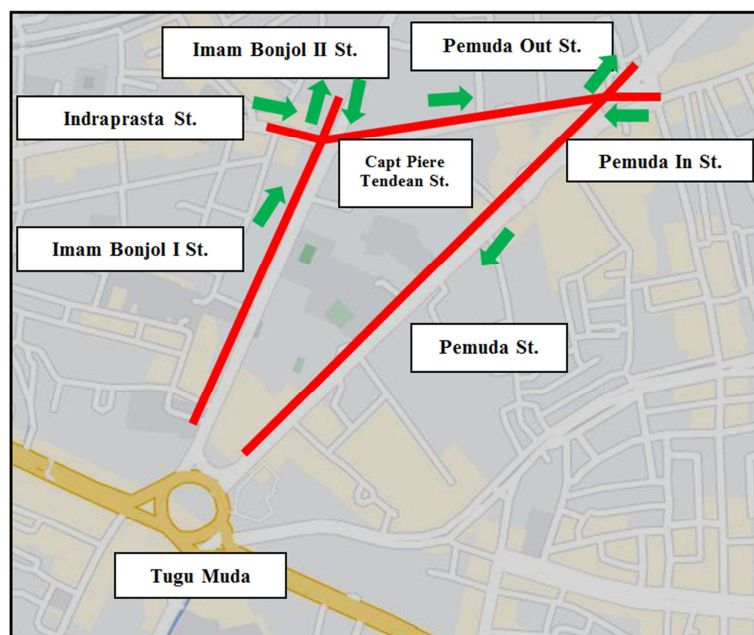 Imam Bonjol II St.
Pemuda Out St.
Indraprasta St.
Capt Piere
Tendean St.
Pemuda In St.
Imam Bonjol I St.
Pemuda St.
Tugu Muda